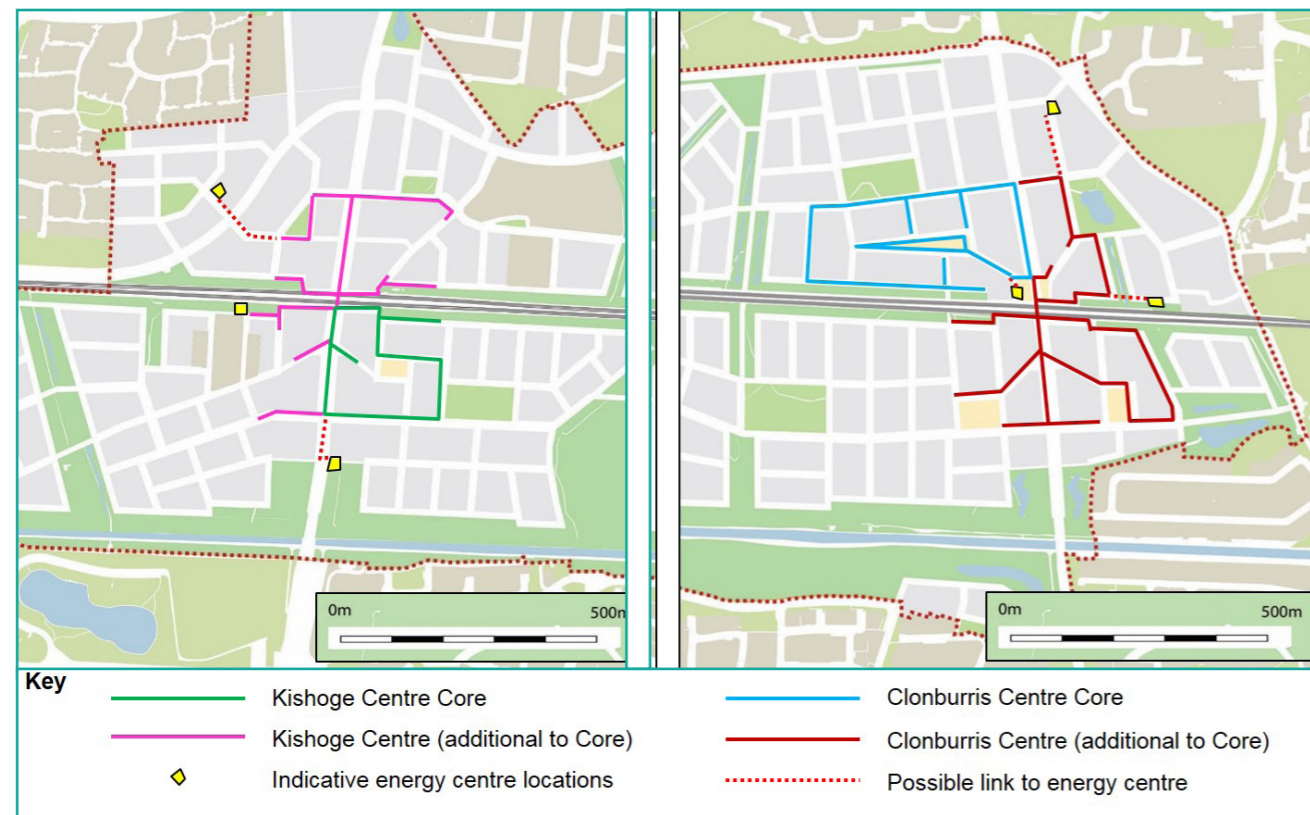 0m 500m
0m 500m
Key
Kishoge Centre Core
Clonburris Centre Core
Kishoge Centre (additional to Core)
Clonburris Centre (additional to Core)
Indicative energy centre locations
Possible link to energy centre